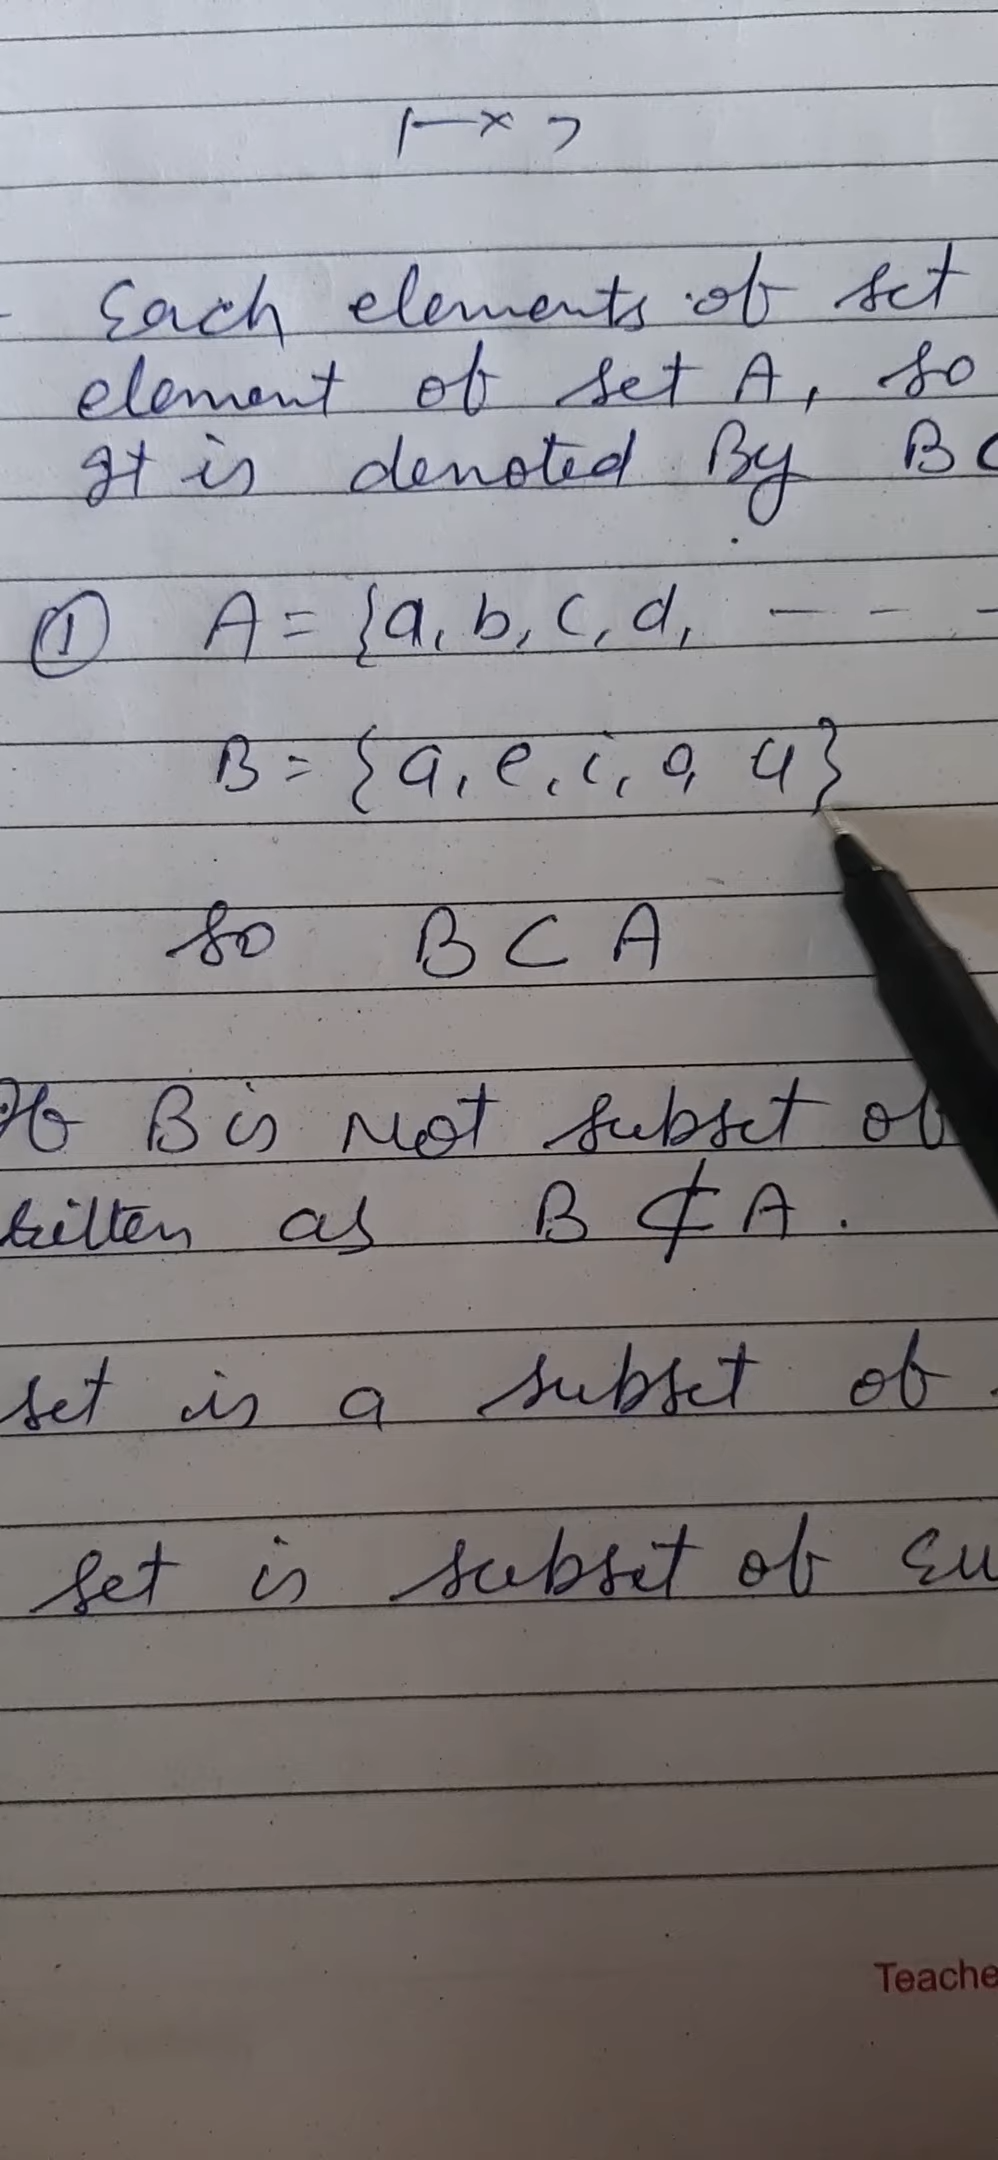 Each elements of set
element of set A, so
It is denoted By B C
① A = {a, b, c, d, - - -
B = {a, e, i, o, u}
so B ⊂ A
If B is Not subset of
as B ⊄ A.
set is a subset of
set is subset of
Teache